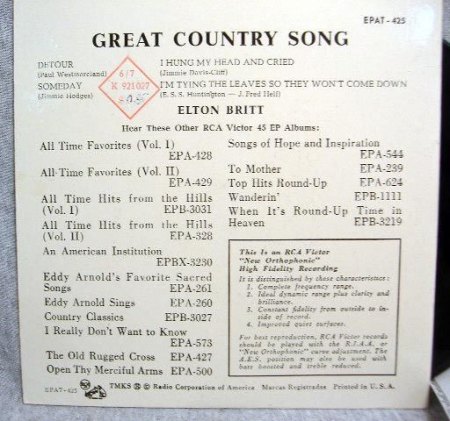 EPAT-425
GREAT COUNTRY SONG
DETOUR
(Paul Westmoreland)
SOMEDAY
(Jimmie Hodges)
6/7
K 921027
I HUNG MY HEAD AND CRIED
(Jimmie Davis-Cliff)
I'M TYING THE LEAVES SO THEY WON'T COME DOWN
(E. S. S. Huntington — J. Fred Helf)
ELTON BRITT
Hear These Other RCA Victor 45 EP Albums:
All Time Favorites (Vol. I)
EPA-428
All Time Favorites (Vol. II)
EPA-429
All Time Hits from the Hills
(Vol. I) EPB-3031
All Time Hits from the Hills
(Vol. II) EPA-328
An American Institution
EPBX-3230
Eddy Arnold's Favorite Sacred
Songs EPA-261
Eddy Arnold Sings EPA-260
Country Classics EPB-3027
I Really Don't Want to Know
EPA-573
The Old Rugged Cross EPA-427
Open Thy Merciful Arms EPA-500
Songs of Hope and Inspiration
EPA-544
To Mother EPA-239
Top Hits Round-Up EPA-624
Wanderin' EPB-1111
When It's Round-Up Time in
Heaven EPB-3219
This Is an RCA Victor
"New Orthophonic"
High Fidelity Recording
It is distinguished by these characteristics:
1. Complete frequency range.
2. Ideal dynamic range plus clarity and
brilliance.
3. Constant fidelity from outside to in-
side of record.
4. Improved quiet surfaces.
For best reproduction, RCA Victor records
should be played with the R.I.A.A. or
"New Orthophonic" curve adjustment. The
A.E.S. position may also be used with
bass boosted and treble reduced.
EPAT-425
TMKS ® © Radio Corporation of America Marcas Registradas Printed in U.S.A.